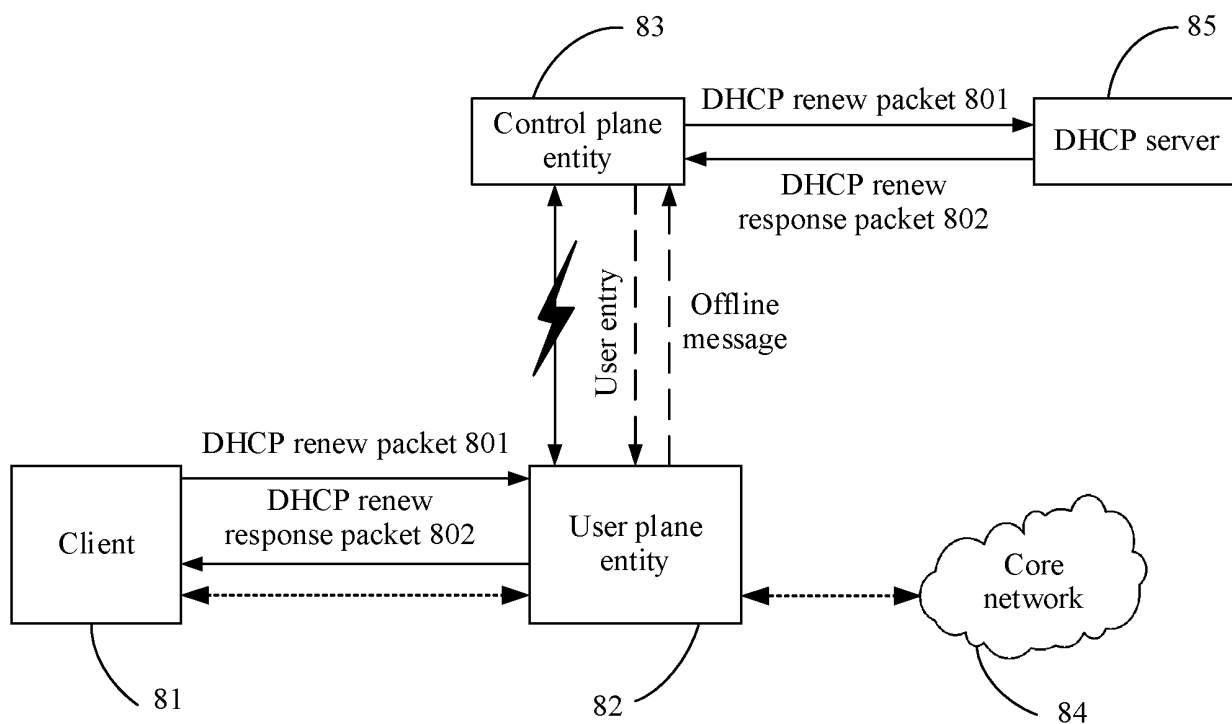 83
85
DHCP renew packet 801
Control plane
entity
DHCP server
DHCP renew
response packet 802
User entry
Offline
message
DHCP renew packet 801
DHCP renew
response packet 802
Client
User plane
entity
Core
network
81
82
84